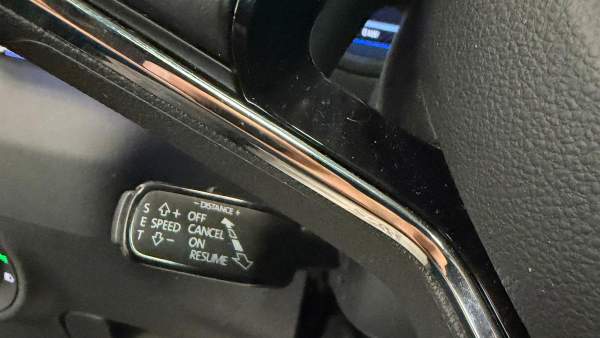 - DISTANCE +
S E T
+
SPEED
-
OFF
CANCEL
ON
RESUME